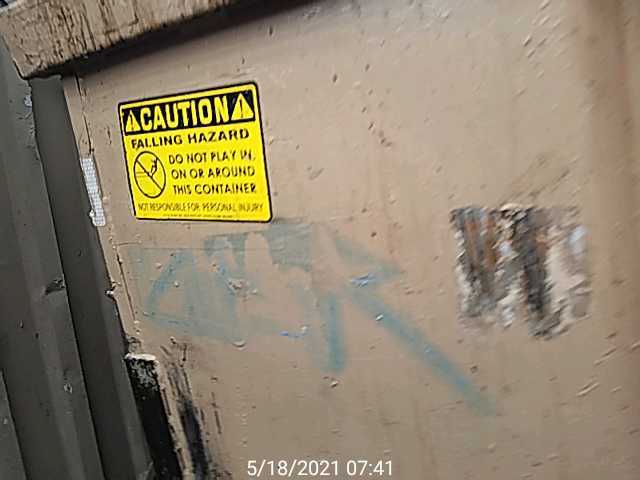 CAUTION
FALLING HAZARD
DO NOT PLAY IN,
ON OR AROUND
THIS CONTAINER
NOT RESPONSIBLE FOR PERSONAL INJURY
5/18/2021 07:41